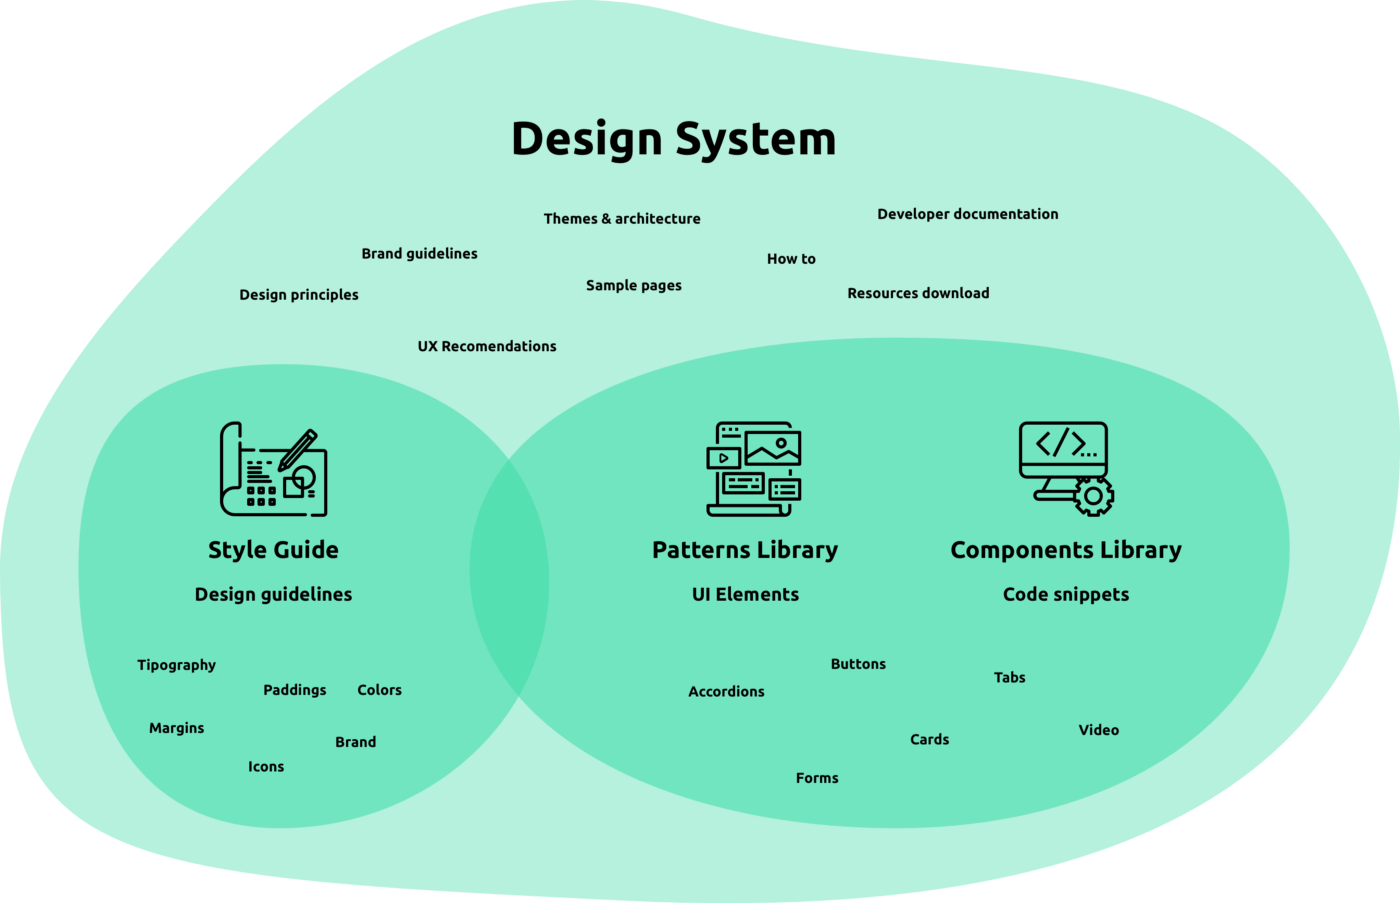 Design System
Themes & architecture
Developer documentation
Brand guidelines
How to
Design principles
Sample pages
Resources download
UX Recomendations
</>
Style Guide
Design guidelines
Patterns Library
UI Elements
Components Library
Code snippets
Tipography
Paddings
Colors
Margins
Brand
Icons
Buttons
Accordions
Tabs
Cards
Video
Forms